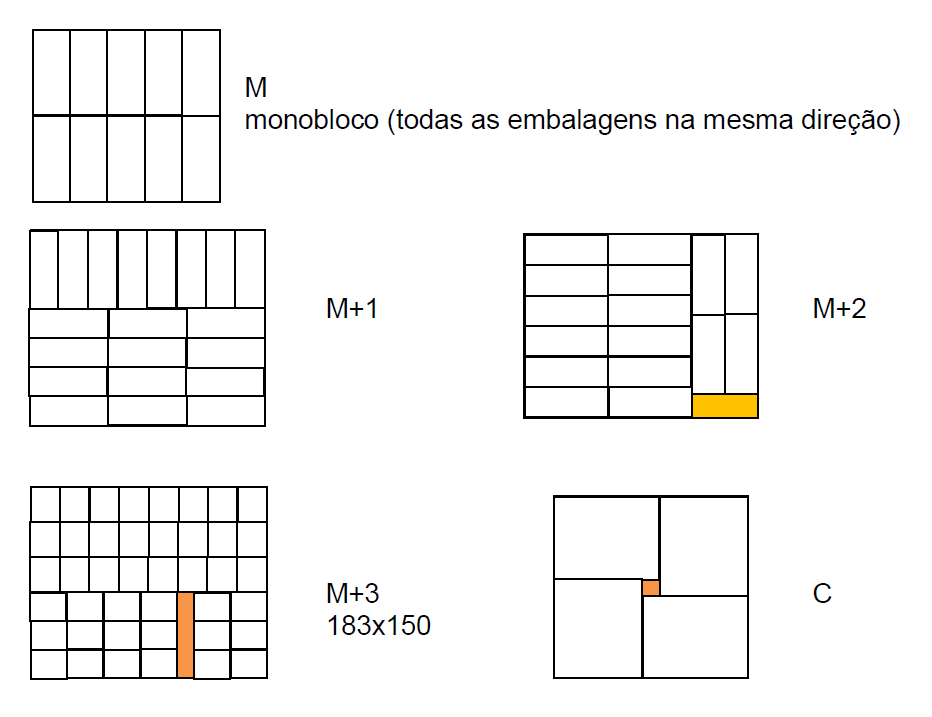 M
monobloco (todas as embalagens na mesma direção)
M+1
M+2
M+3
183x150
C